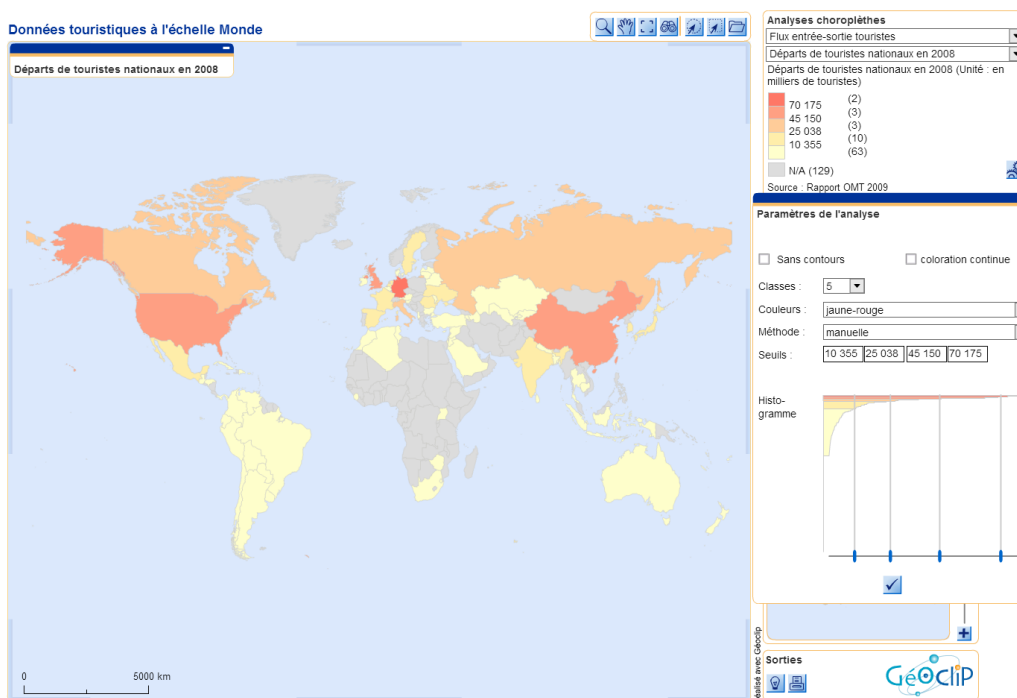 Données touristiques à l'échelle Monde
Départs de touristes nationaux en 2008
0
5000 km
Analyses choroplèthes
Flux entrée-sortie touristes
Départs de touristes nationaux en 2008
Départs de touristes nationaux en 2008 (Unité : en
milliers de touristes)
(2)
70 175
(3)
45 150
(3)
25 038
(10)
10 355
(63)
N/A (129)
Source : Rapport OMT 2009
Paramètres de l'analyse
Sans contours
coloration continue
Classes : 5
Couleurs : jaune-rouge
Méthode : manuelle
Seuils : 10 355 25 038 45 150 70 175
Histo-
gramme
réalisé avec Géoclip
Sorties
GéOCliP